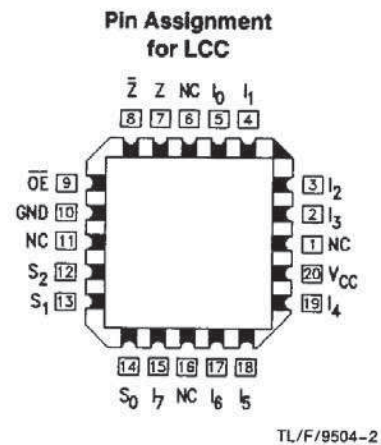 Pin Assignment
for LCC
Z̅ Z NC I₀ I₁
8 7 6 5 4
O̅E̅ 9
GND 10
NC 11
S₂ 12
S₁ 13
3 I₂
2 I₃
1 NC
20 V_CC
19 I₄
14 15 16 17 18
S₀ I₇ NC I₆ I₅
TL/F/9504-2